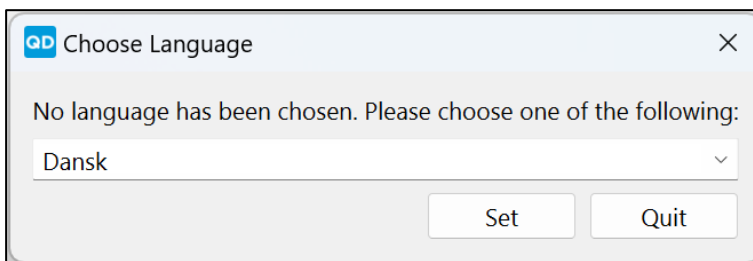 QD Choose Language
No language has been chosen. Please choose one of the following:
Dansk
Set Quit